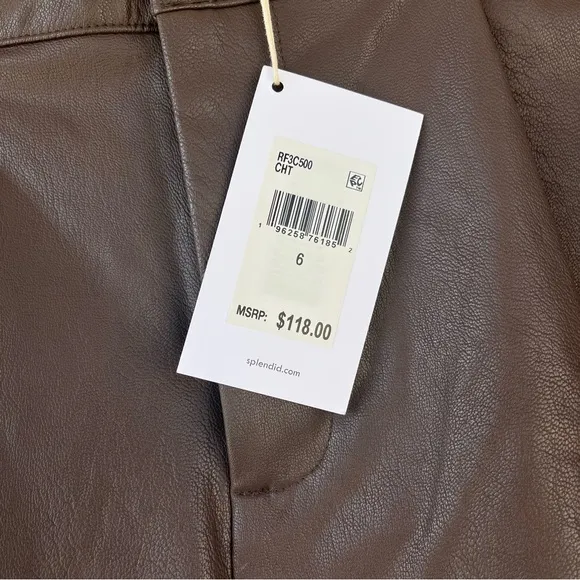 RF3C500
CHT
1 96258 76185 2
6
MSRP: $118.00
splendid.com